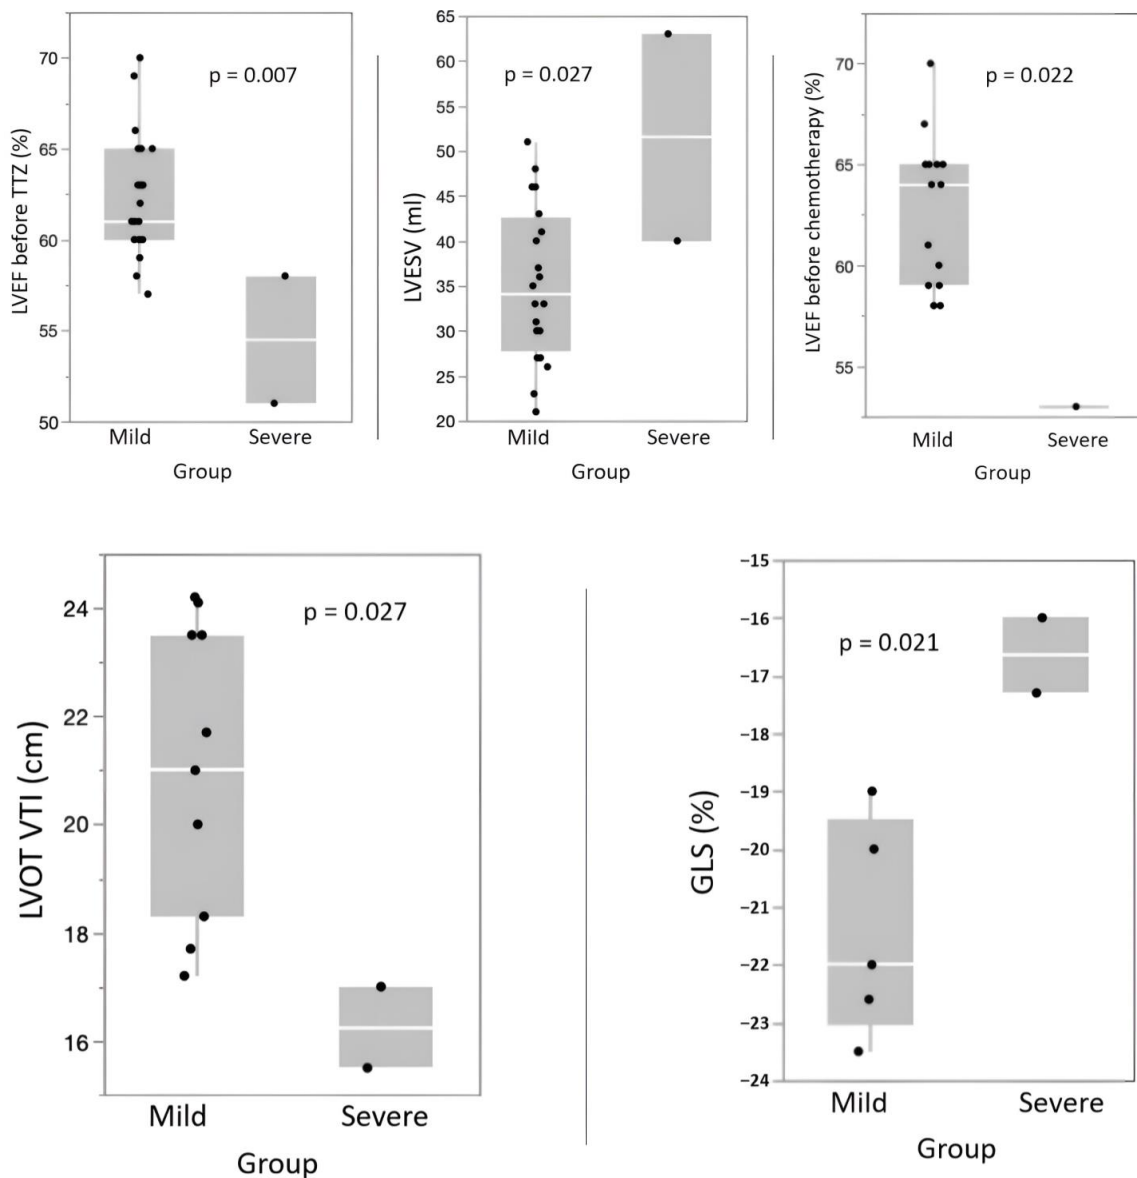 LVEF before TTZ (%)
70
65
60
55
50
p = 0.007
Mild
Severe
Group
LVESV (ml)
65
60
55
50
45
40
35
30
25
20
p = 0.027
Mild
Severe
Group
LVEF before chemotherapy (%)
70
65
60
55
p = 0.022
Mild
Severe
Group
LVOT VTI (cm)
24
22
20
18
16
p = 0.027
Mild
Severe
Group
GLS (%)
−15
−16
−17
−18
−19
−20
−21
−22
−23
−24
p = 0.021
Mild
Severe
Group